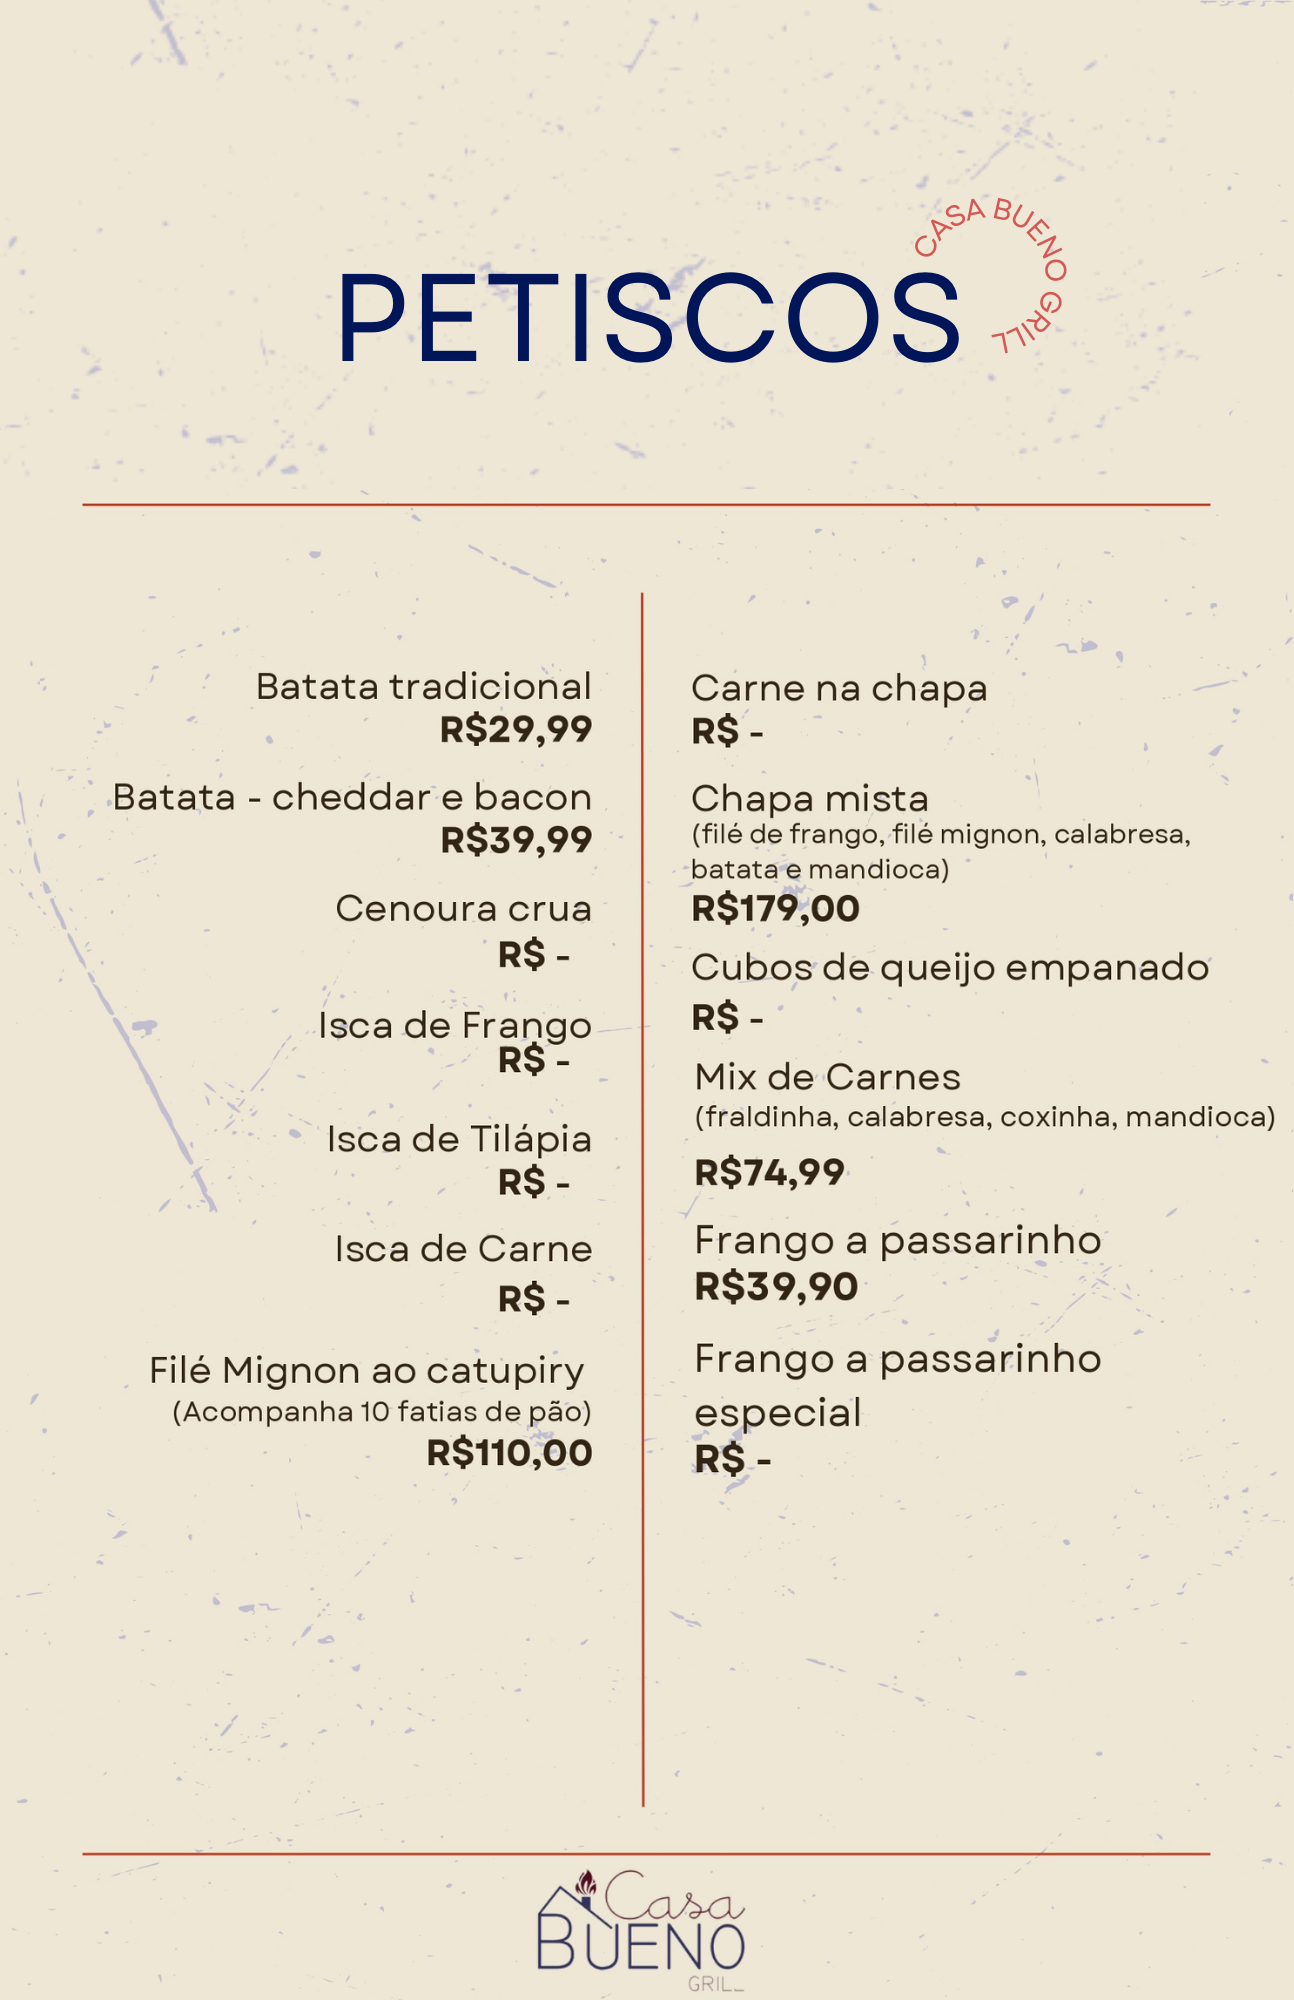 CASA BUENO GRILL
PETISCOS
Batata tradicional
R$29,99
Batata - cheddar e bacon
R$39,99
Cenoura crua
R$ -
Isca de Frango
R$ -
Isca de Tilápia
R$ -
Isca de Carne
R$ -
Filé Mignon ao catupiry
(Acompanha 10 fatias de pão)
R$110,00
Carne na chapa
R$ -
Chapa mista
(filé de frango, filé mignon, calabresa,
batata e mandioca)
R$179,00
Cubos de queijo empanado
R$ -
Mix de Carnes
(fraldinha, calabresa, coxinha, mandioca)
R$74,99
Frango a passarinho
R$39,90
Frango a passarinho
especial
R$ -
Casa
BUENO
GRILL